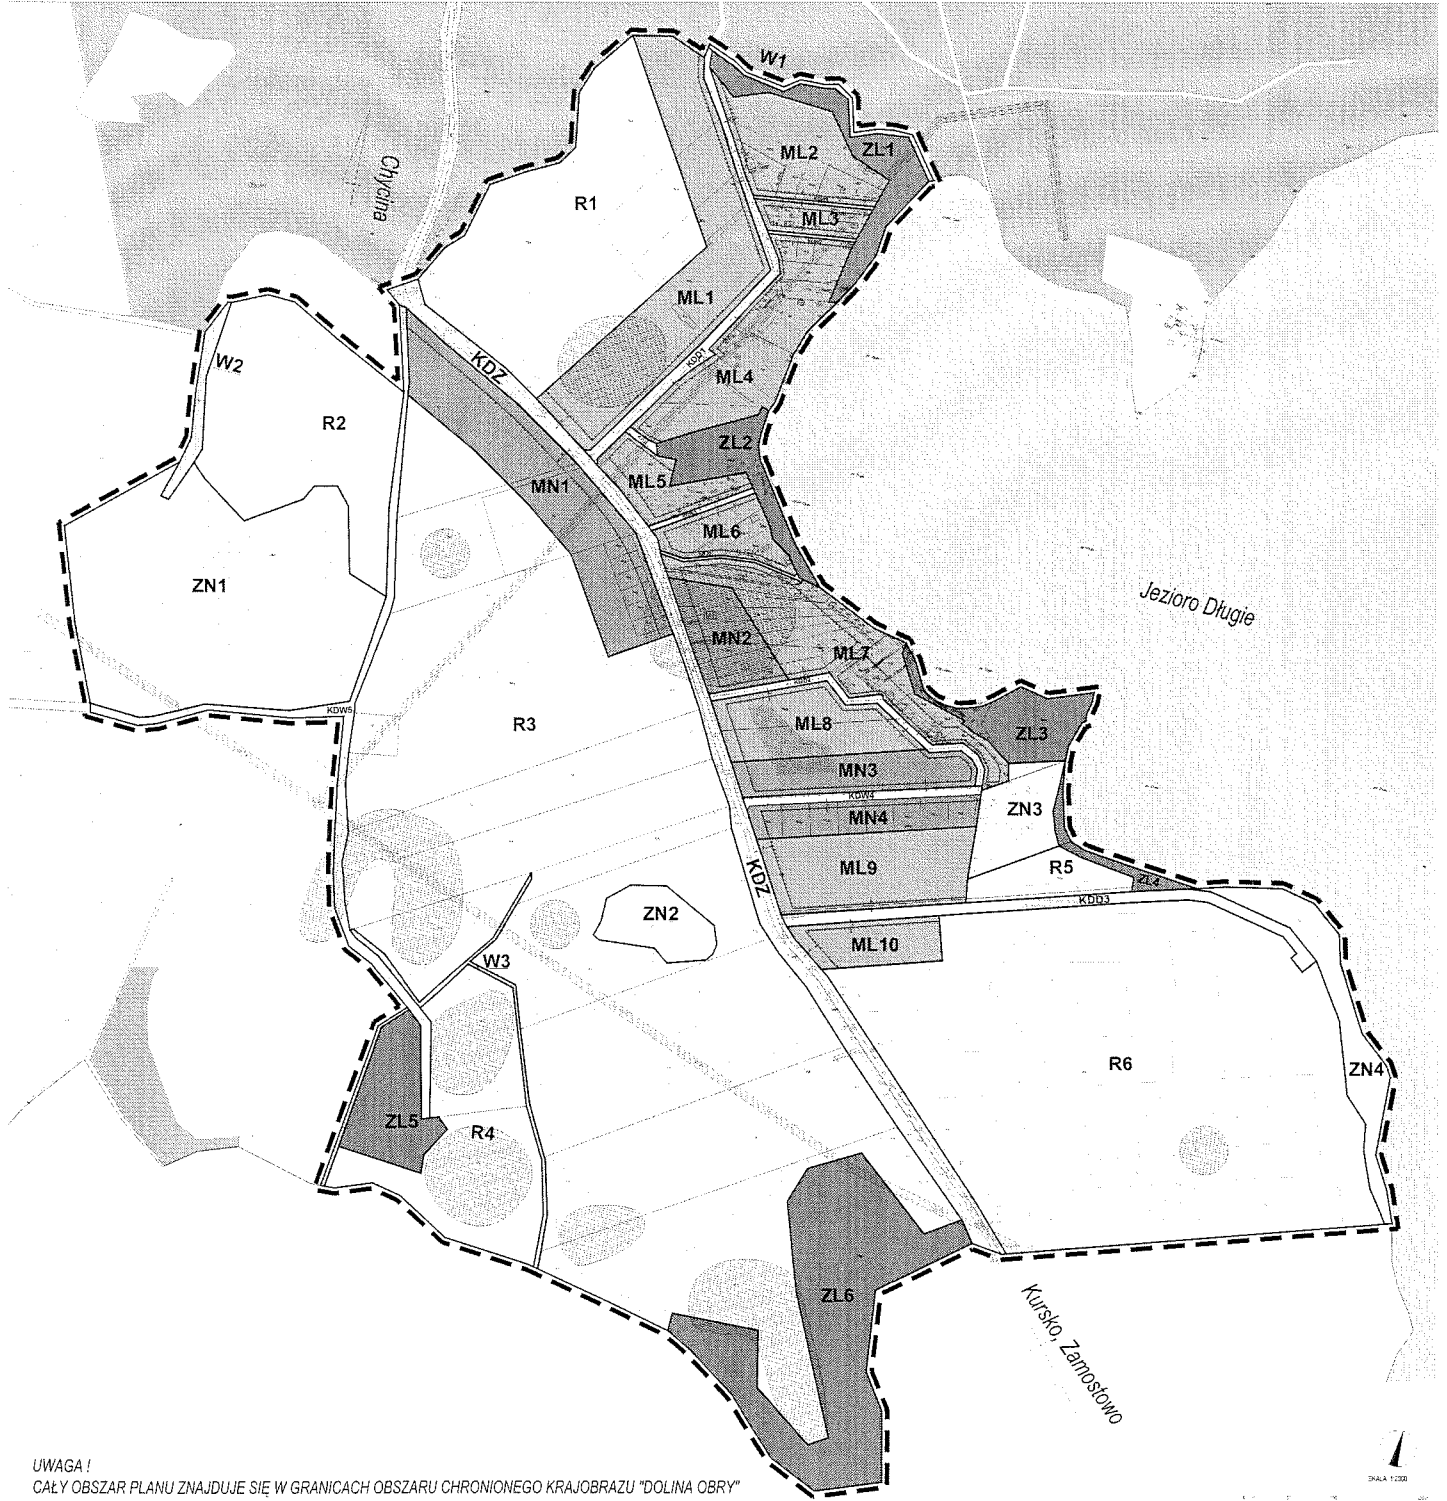 W1
ML2
ZL1
Chycina
R1
ML3
ML1
W2
KDZ
KDD1
ML4
R2
ZL2
MN1
ML5
ML6
ZN1
Jezioro Długie
MN2
ML7
KDW5
R3
ML8
ZL3
MN3
KDW4
ZN3
MN4
KDZ
ML9
R5
ZL4
KDD3
ZN2
ML10
W3
R6
ZN4
ZL5
R4
ZL6
Kursko, Zamostowo
UWAGA !
CAŁY OBSZAR PLANU ZNAJDUJE SIĘ W GRANICACH OBSZARU CHRONIONEGO KRAJOBRAZU "DOLINA OBRY"